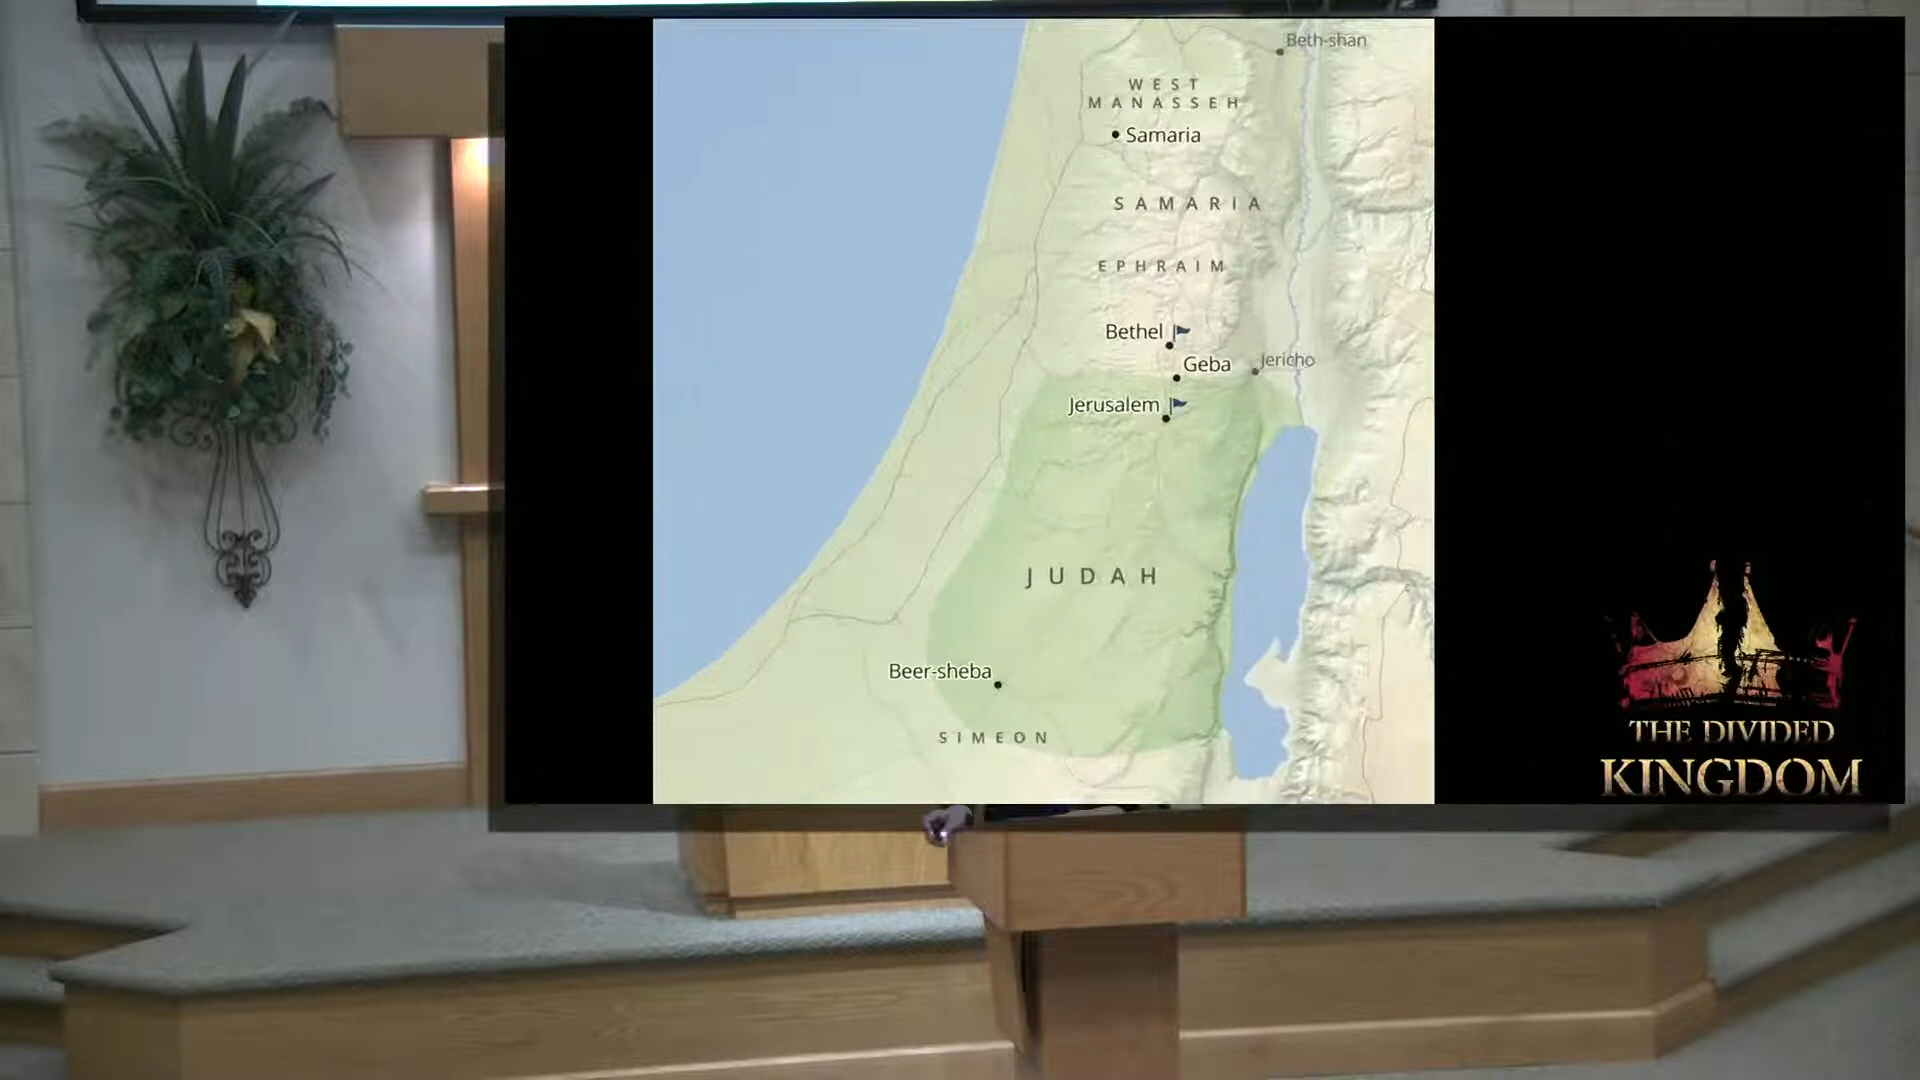 Beth-shan
WEST
MANASSEH
Samaria
SAMARIA
EPHRAIM
Bethel
Geba
Jericho
Jerusalem
JUDAH
Beer-sheba
SIMEON
THE DIVIDED
KINGDOM